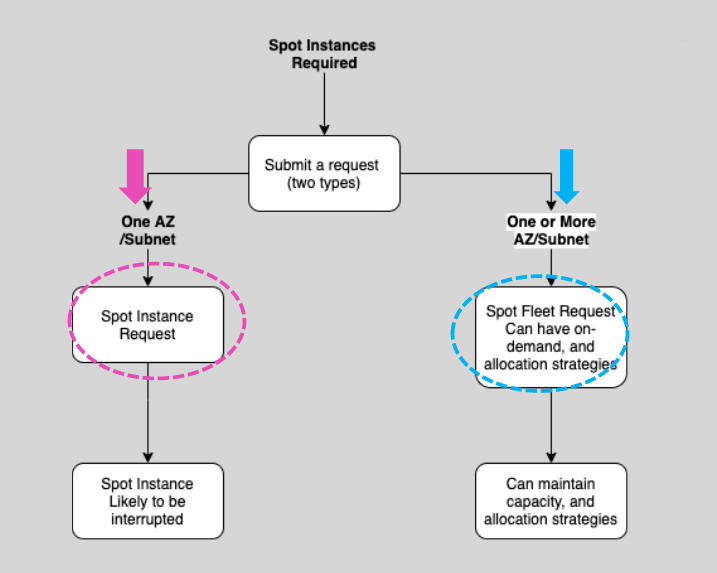 Spot Instances
Required
Submit a request
(two types)
One AZ
/Subnet
One or More
AZ/Subnet
Spot Instance
Request
Spot Fleet Request
Can have on-
demand, and
allocation strategies
Spot Instance
Likely to be
interrupted
Can maintain
capacity, and
allocation strategies